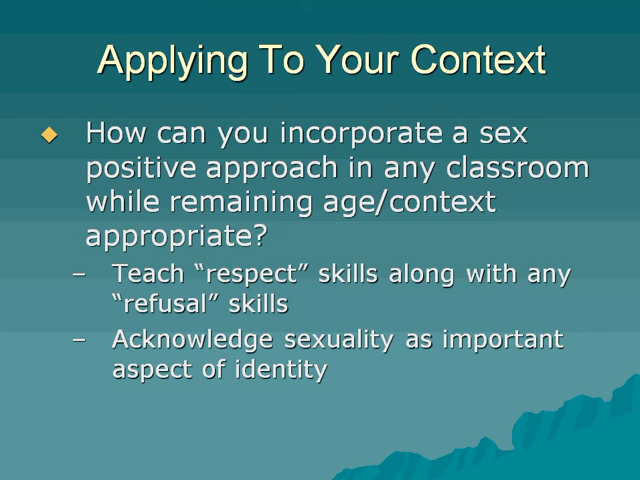 Applying To Your Context
◆ How can you incorporate a sex
positive approach in any classroom
while remaining age/context
appropriate?
– Teach “respect” skills along with any
“refusal” skills
– Acknowledge sexuality as important
aspect of identity